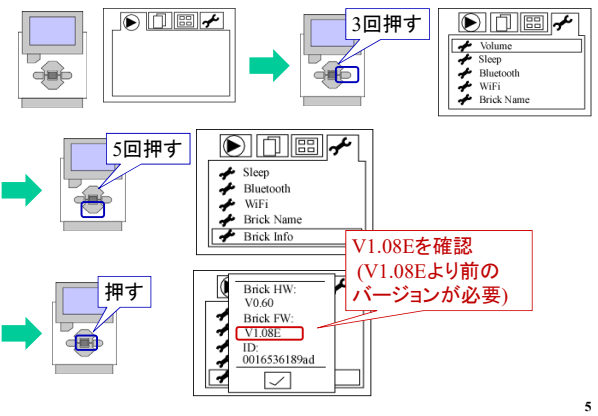 3回押す
Volume
Sleep
Bluetooth
WiFi
Brick Name
5回押す
Sleep
Bluetooth
WiFi
Brick Name
Brick Info
押す
Brick HW:
V0.60
Brick FW:
V1.08E
ID:
0016536189ad
V1.08Eを確認
(V1.08Eより前の
バージョンが必要)
5